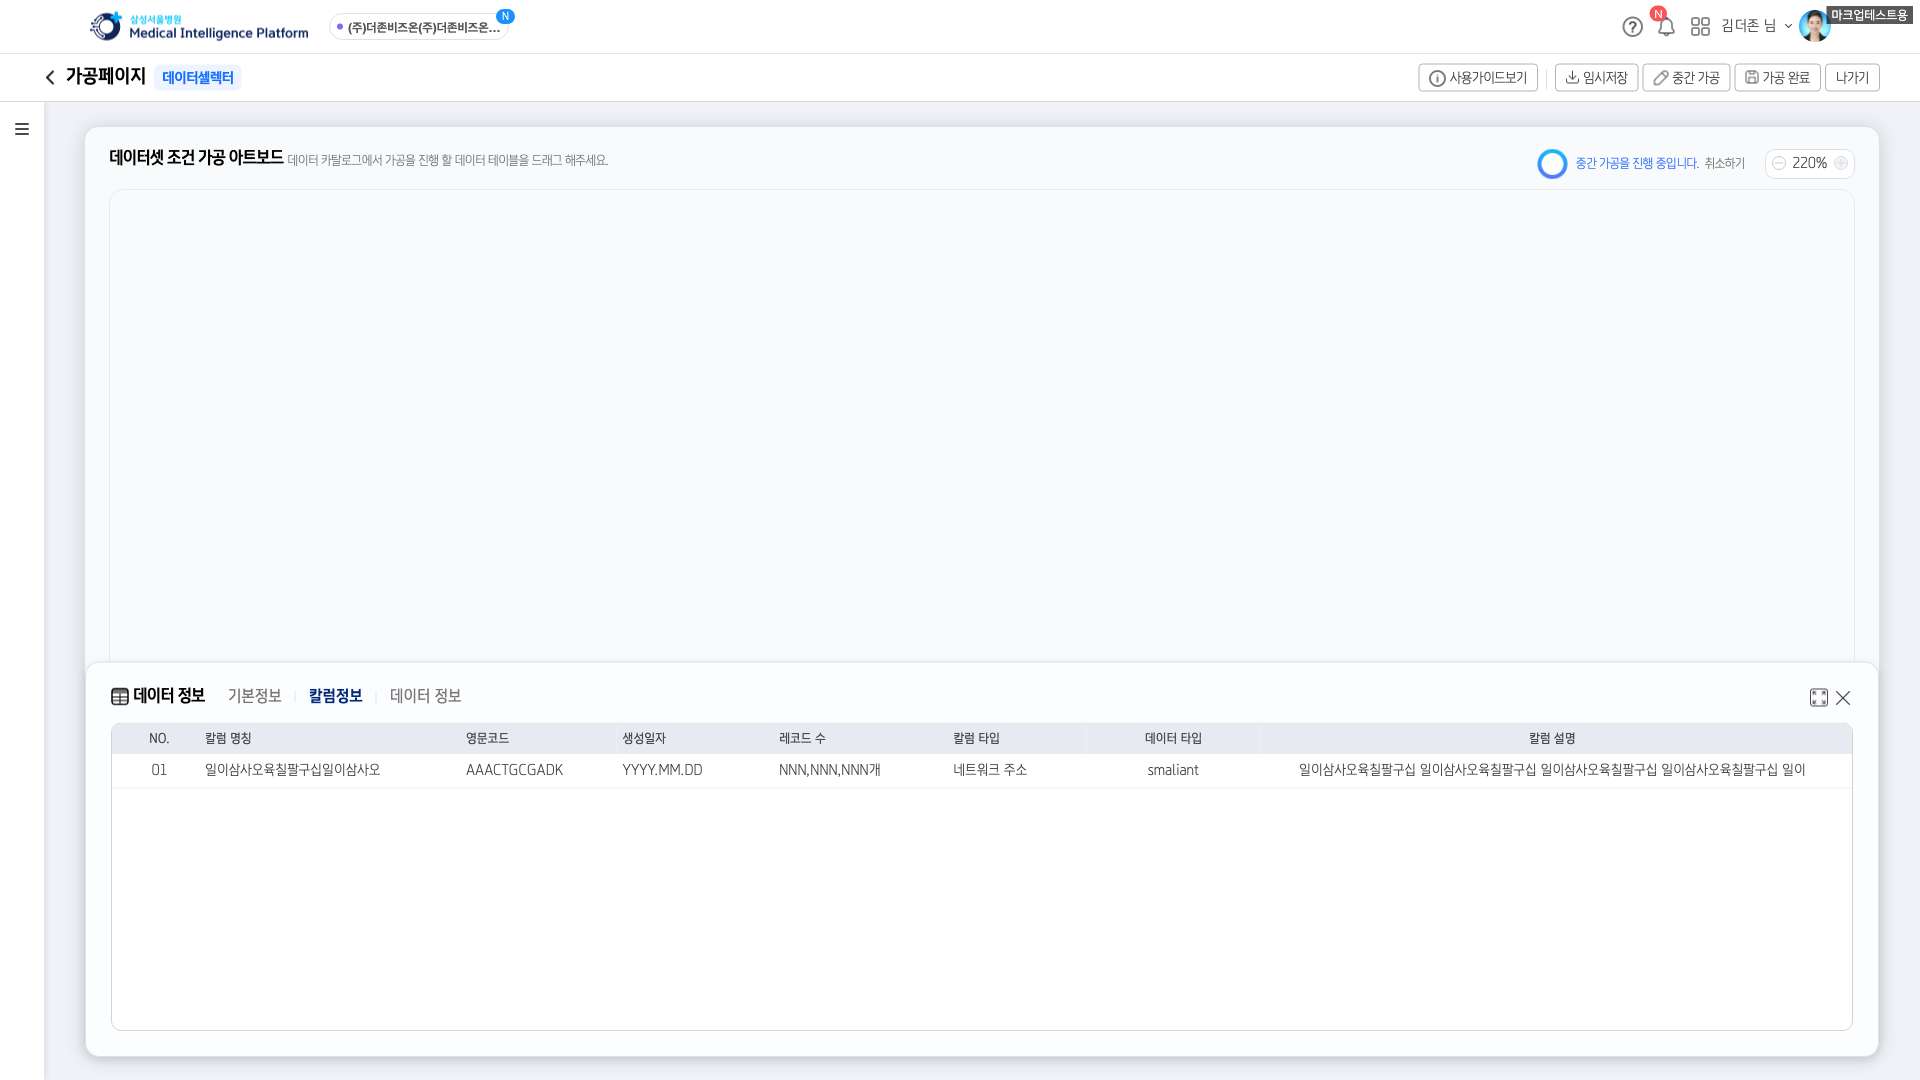 삼성서울병원
Medical Intelligence Platform
(주)더존비즈온(주)더존비즈온...
N
N
김더존 님
마크업테스트용
가공페이지
데이터셀렉터
사용가이드보기
임시저장
중간 가공
가공 완료
나가기
데이터셋 조건 가공 아트보드
데이터 카탈로그에서 가공을 진행 할 데이터 테이블을 드래그 해주세요.
중간 가공을 진행 중입니다.
취소하기
220%
데이터 정보
기본정보
칼럼정보
데이터 정보
NO. 칼럼 명칭 영문코드 생성일자 레코드 수 칼럼 타입 데이터 타입 칼럼 설명
01 일이삼사오육칠팔구십일이삼사오 AAACTGCGADK YYYY.MM.DD NNN,NNN,NNN개 네트워크 주소 smaliant 일이삼사오육칠팔구십 일이삼사오육칠팔구십 일이삼사오육칠팔구십 일이삼사오육칠팔구십 일이